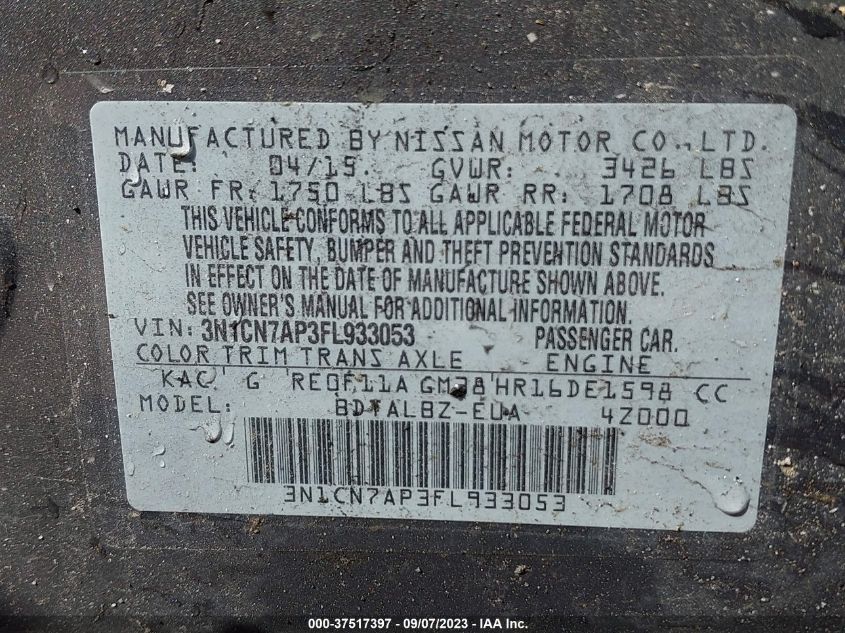 MANUFACTURED BY NISSAN MOTOR CO., LTD.
DATE: 04/15. GVWR: 3426 LBS
GAWR FR: 1750 LBS GAWR RR: 1708 LBS
THIS VEHICLE CONFORMS TO ALL APPLICABLE FEDERAL MOTOR
VEHICLE SAFETY, BUMPER AND THEFT PREVENTION STANDARDS
IN EFFECT ON THE DATE OF MANUFACTURE SHOWN ABOVE.
SEE OWNER'S MANUAL FOR ADDITIONAL INFORMATION.
VIN: 3N1CN7AP3FL933053 PASSENGER CAR.
COLOR TRIM TRANS AXLE ENGINE
KAC G RE0F11A GM38 HR16DE1598 CC
MODEL: BDTALBZ-EUA 4Z000
3N1CN7AP3FL933053
000-37517397 - 09/07/2023 - IAA Inc.